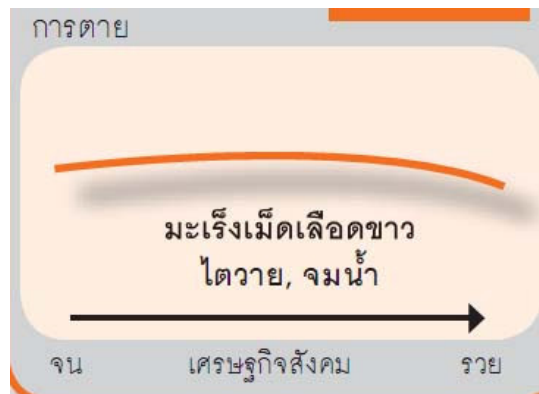 การตาย
มะเร็งเม็ดเลือดขาว
ไตวาย, จมน้ำ
จน เศรษฐกิจสังคม รวย